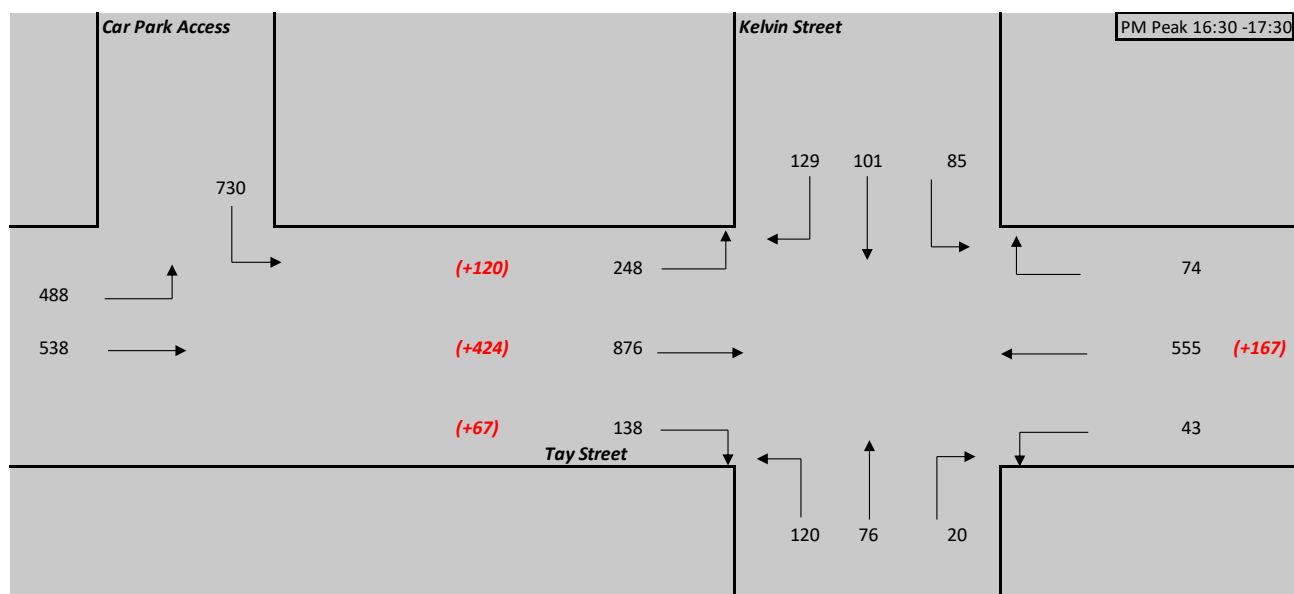 Car Park Access
Kelvin Street
PM Peak 16:30 -17:30
129 101 85
730
(+120) 248 74
488
538 (+424) 876 555 (+167)
(+67) 138 43
Tay Street
120 76 20